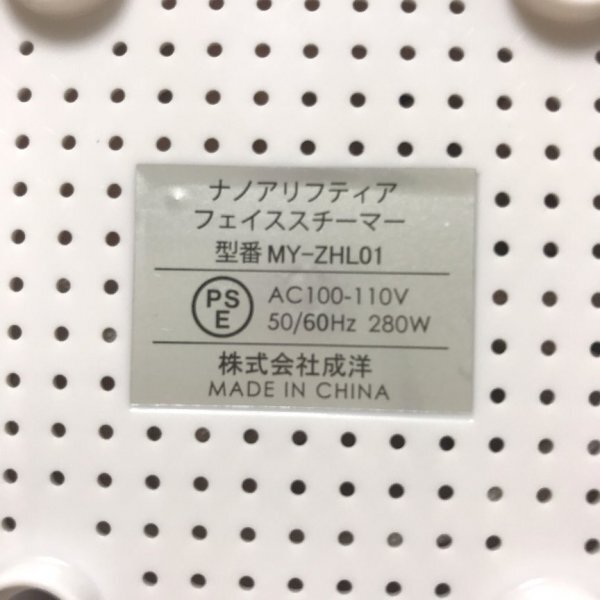 ナノアリフティア
フェイススチーマー
型番 MY-ZHL01
PS
E
AC100-110V
50/60Hz 280W
株式会社成洋
MADE IN CHINA